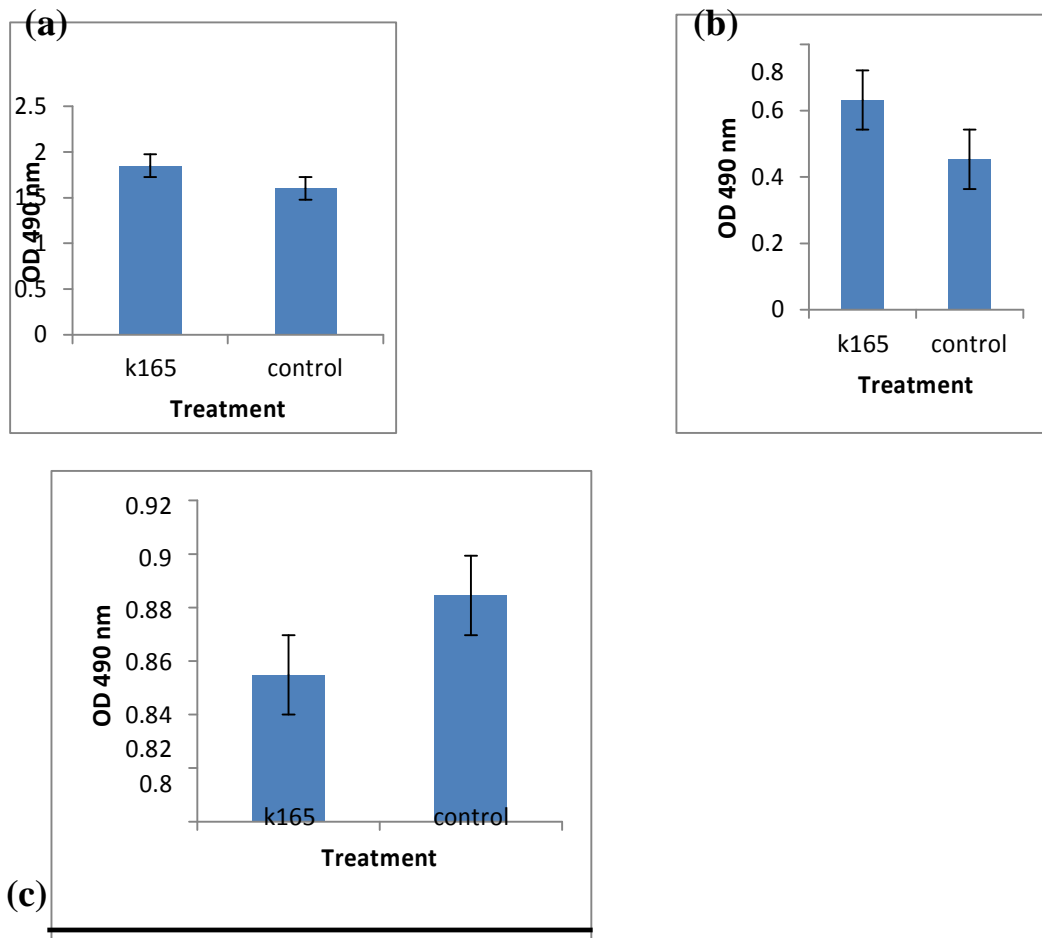 (a)
2.5
2
1.5
1
0.5
0
OD 490 nm
k165 control
Treatment
(b)
0.8
0.6
0.4
0.2
0
OD 490 nm
k165 control
Treatment
0.92
0.9
0.88
0.86
0.84
0.82
0.8
OD 490 nm
k165 control
Treatment
(c)